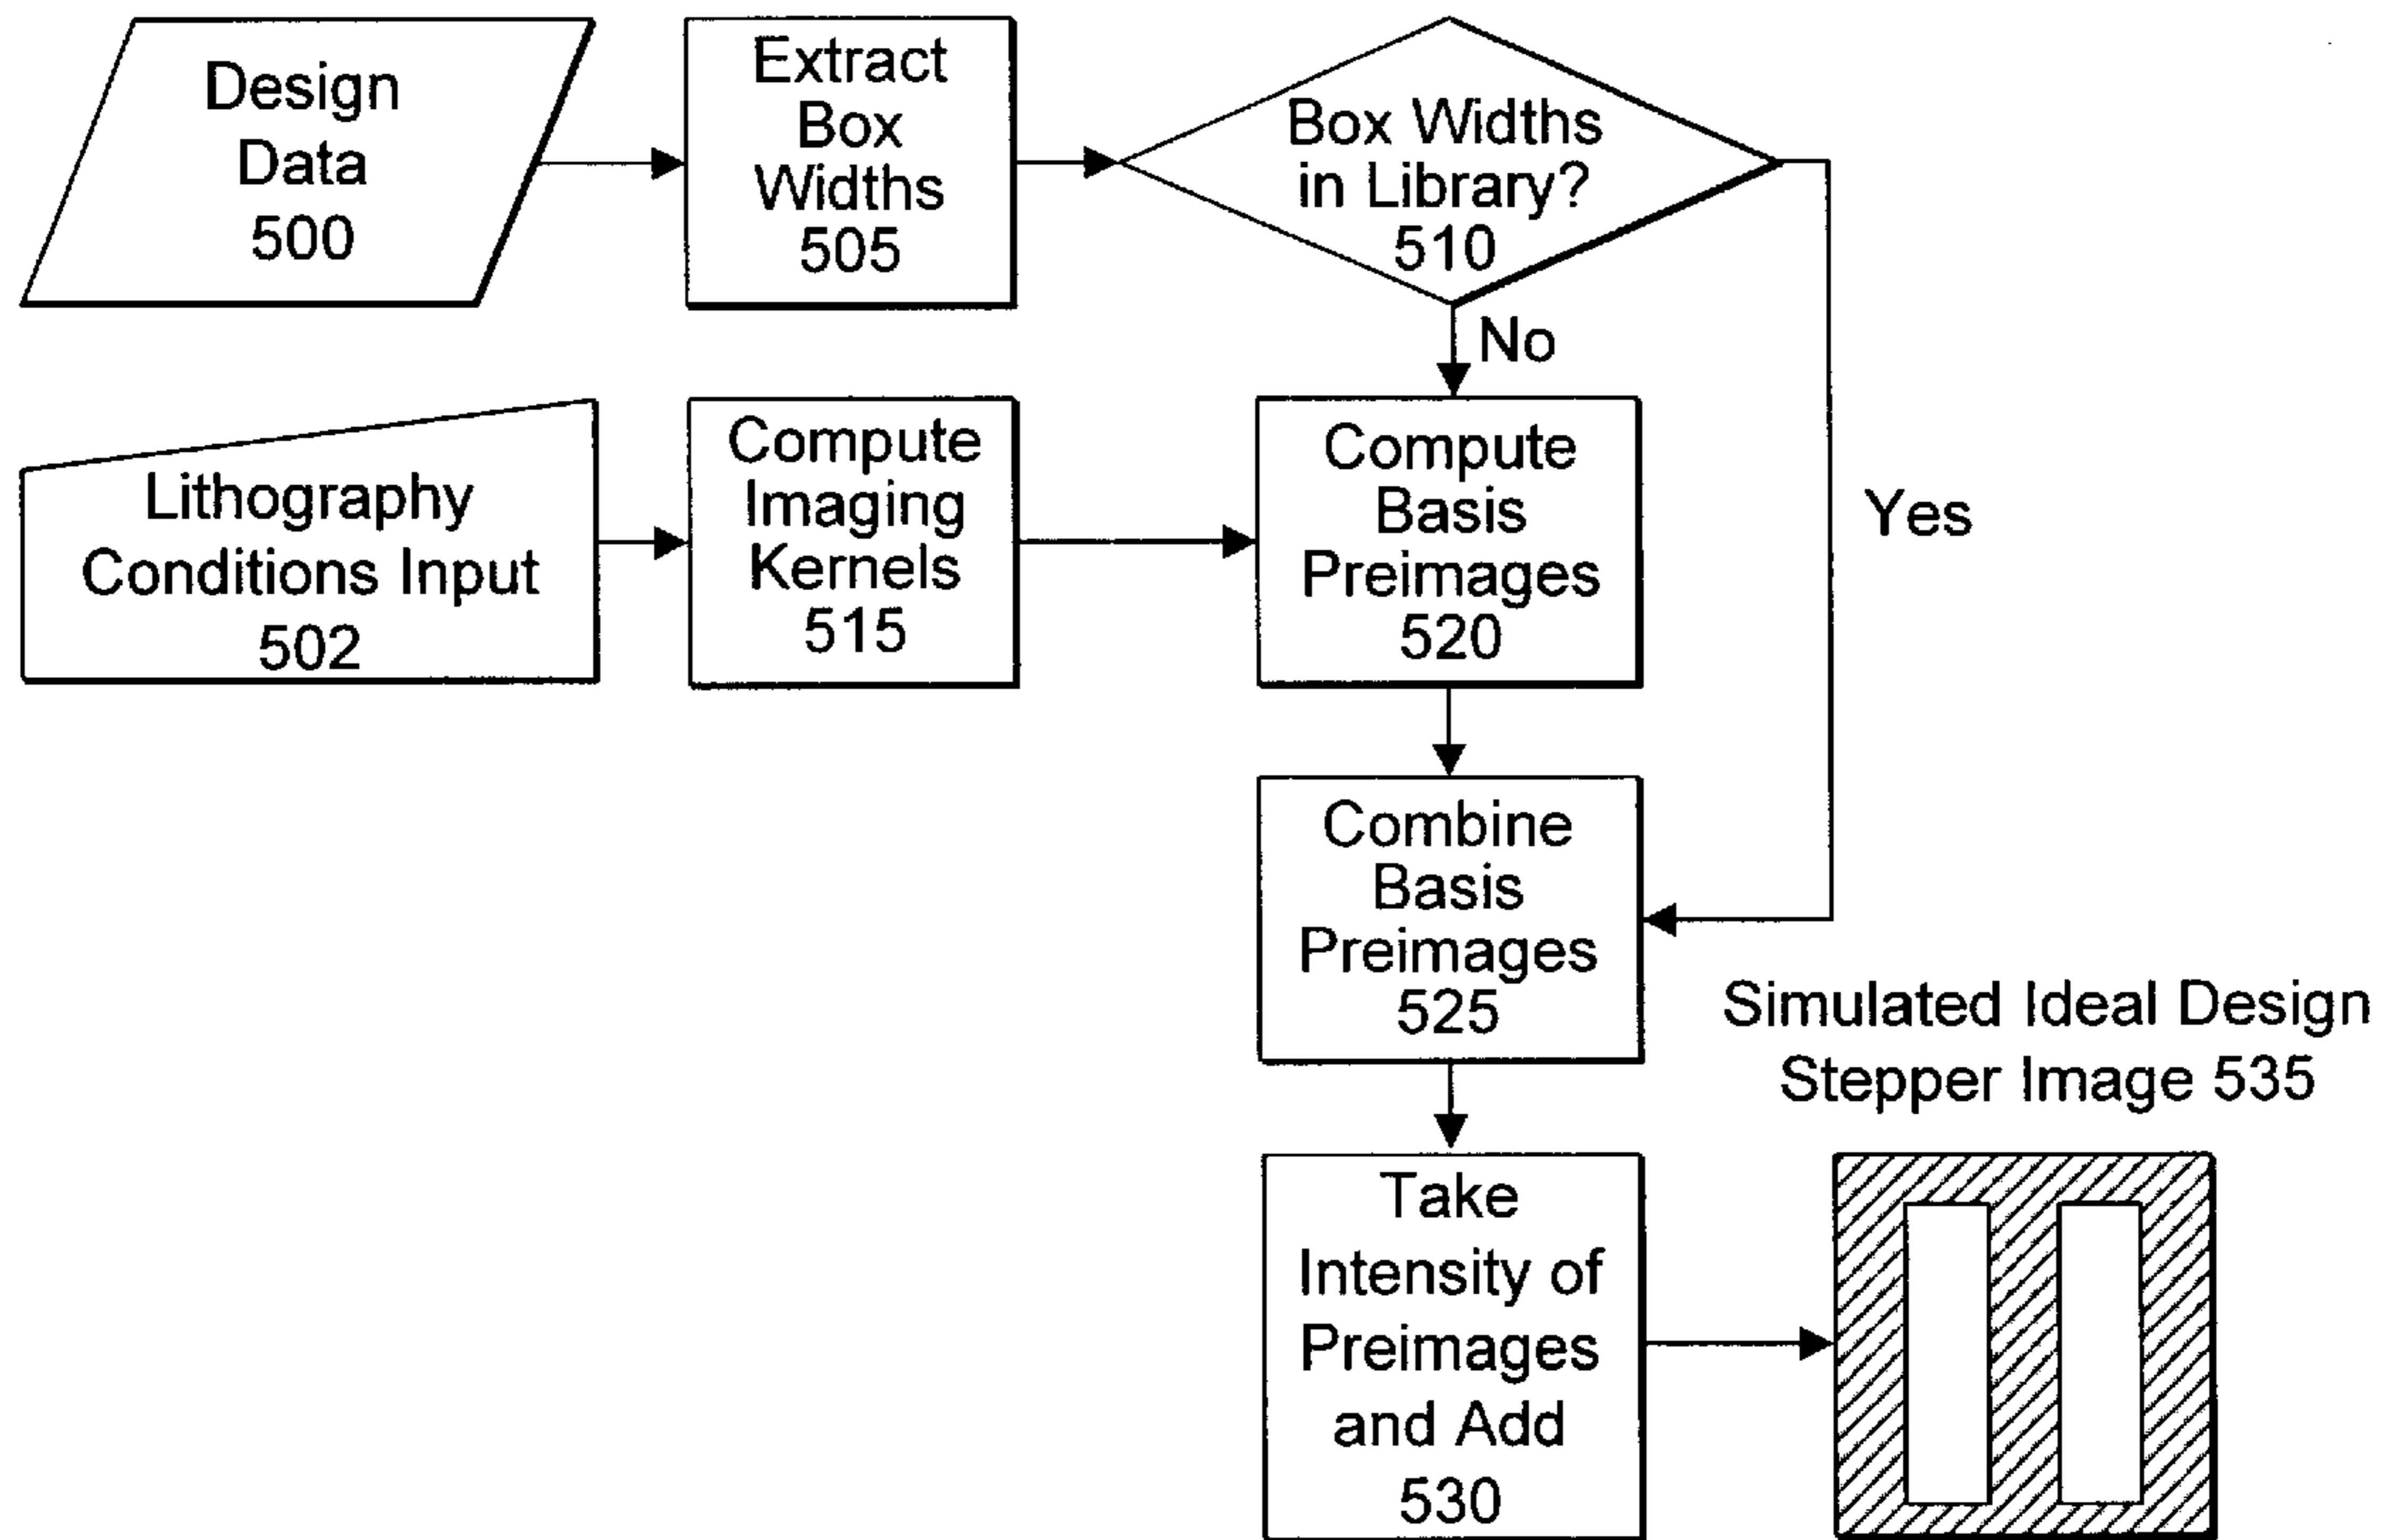 Design
Data
500
Extract
Box
Widths
505
Box Widths
in Library?
510
No
Yes
Lithography
Conditions Input
502
Compute
Imaging
Kernels
515
Compute
Basis
Preimages
520
Combine
Basis
Preimages
525
Simulated Ideal Design
Stepper Image 535
Take
Intensity of
Preimages
and Add
530